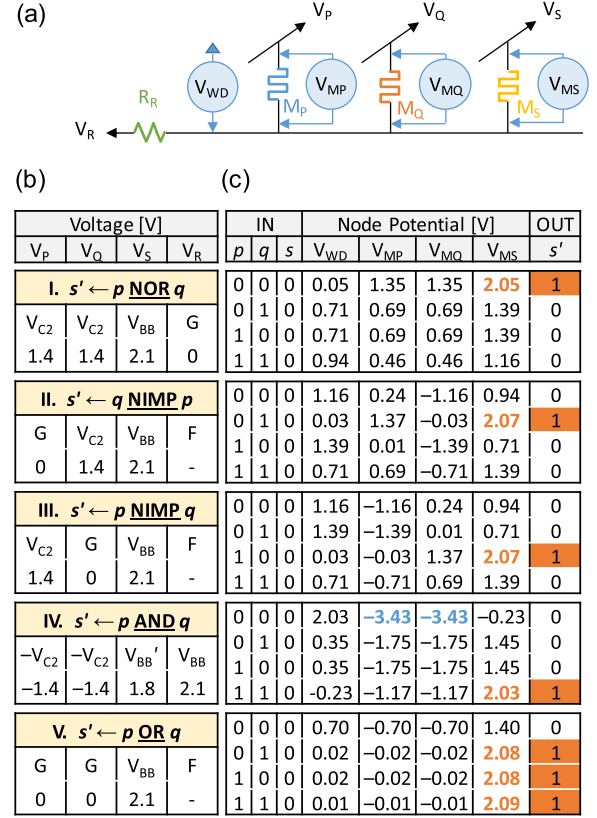 (a)
V_P V_Q V_S
V_WD V_MP V_MQ V_MS
R_R M_P M_Q M_S
V_R
(b) (c)
Voltage [V]
V_P V_Q V_S V_R
I. s' ← p NOR q
V_C2 V_C2 V_BB G
1.4 1.4 2.1 0
II. s' ← q NIMP p
G V_C2 V_BB F
0 1.4 2.1 -
III. s' ← p NIMP q
V_C2 G V_BB F
1.4 0 2.1 -
IV. s' ← p AND q
–V_C2 –V_C2 V_BB' V_BB
–1.4 –1.4 1.8 2.1
V. s' ← p OR q
G G V_BB F
0 0 2.1 -
IN Node Potential [V] OUT
p q s V_WD V_MP V_MQ V_MS s'
0 0 0 0.05 1.35 1.35 2.05 1
0 1 0 0.71 0.69 0.69 1.39 0
1 0 0 0.71 0.69 0.69 1.39 0
1 1 0 0.94 0.46 0.46 1.16 0
0 0 0 1.16 0.24 –1.16 0.94 0
0 1 0 0.03 1.37 –0.03 2.07 1
1 0 0 1.39 0.01 –1.39 0.71 0
1 1 0 0.71 0.69 –0.71 1.39 0
0 0 0 1.16 –1.16 0.24 0.94 0
0 1 0 1.39 –1.39 0.01 0.71 0
1 0 0 0.03 –0.03 1.37 2.07 1
1 1 0 0.71 –0.71 0.69 1.39 0
0 0 0 2.03 –3.43 –3.43 –0.23 0
0 1 0 0.35 –1.75 –1.75 1.45 0
1 0 0 0.35 –1.75 –1.75 1.45 0
1 1 0 -0.23 –1.17 –1.17 2.03 1
0 0 0 0.70 –0.70 –0.70 1.40 0
0 1 0 0.02 –0.02 –0.02 2.08 1
1 0 0 0.02 –0.02 –0.02 2.08 1
1 1 0 0.01 –0.01 –0.01 2.09 1